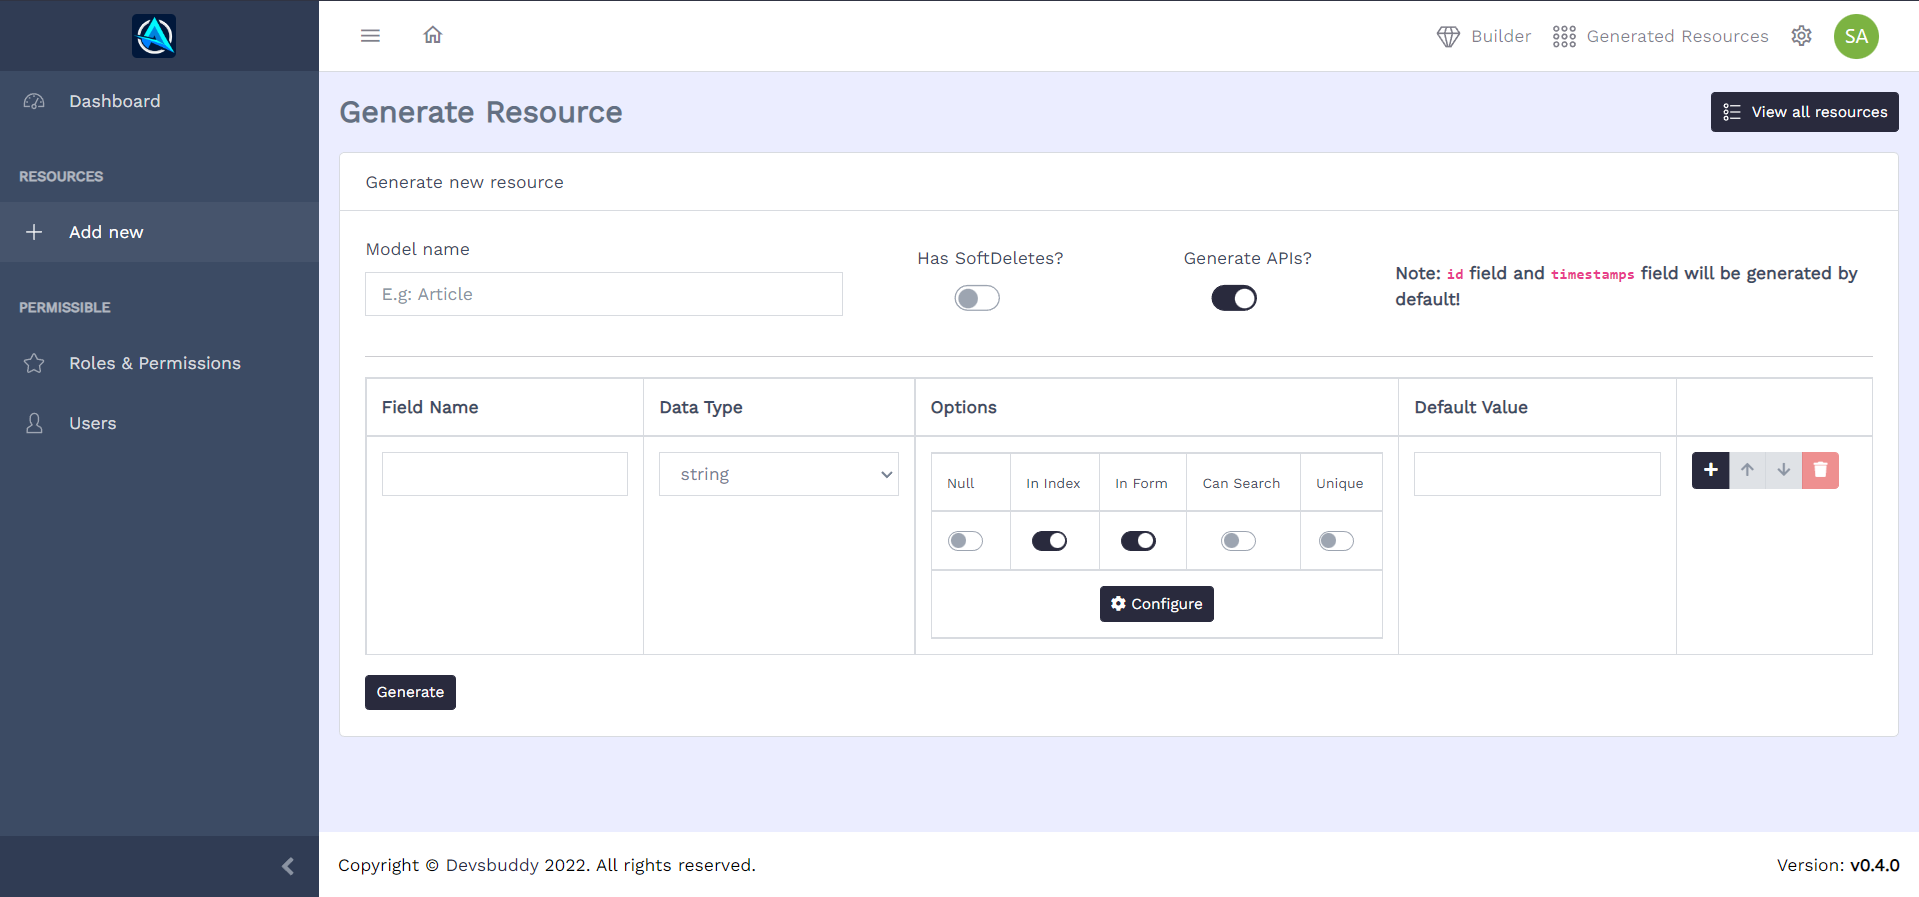 Builder
Generated Resources
SA
Dashboard
RESOURCES
Add new
PERMISSIBLE
Roles & Permissions
Users
Generate Resource
View all resources
Generate new resource
Model name
E.g: Article
Has SoftDeletes?
Generate APIs?
Note: id field and timestamps field will be generated by
default!
Field Name
Data Type
Options
Default Value
string
Null
In Index
In Form
Can Search
Unique
Configure
Generate
Copyright © Devsbuddy 2022. All rights reserved.
Version: v0.4.0